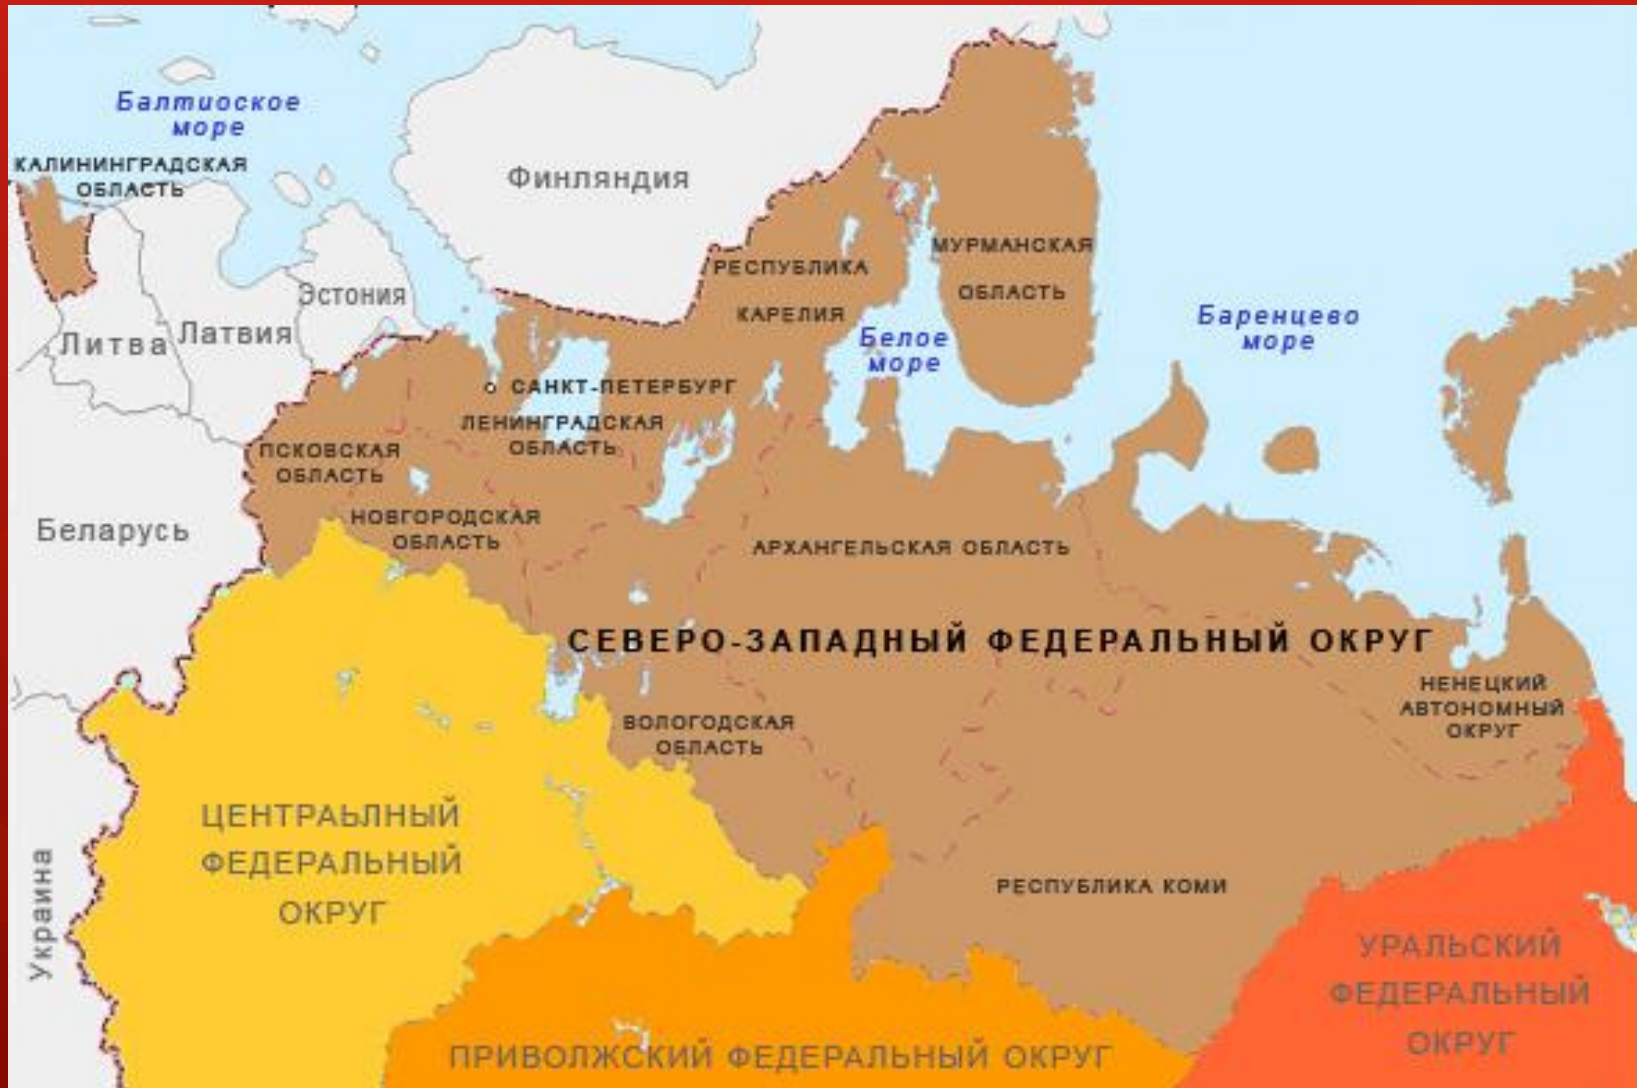 Балтиоское
море
КАЛИНИНГРАДСКАЯ
ОБЛАСТЬ
Финляндия
МУРМАНСКАЯ
ОБЛАСТЬ
РЕСПУБЛИКА
КАРЕЛИЯ
Эстония
Латвия
Литва
Белое
море
Баренцево
море
САНКТ-ПЕТЕРБУРГ
ЛЕНИНГРАДСКАЯ
ОБЛАСТЬ
ПСКОВСКАЯ
ОБЛАСТЬ
Беларусь
НОВГОРОДСКАЯ
ОБЛАСТЬ
АРХАНГЕЛЬСКАЯ ОБЛАСТЬ
СЕВЕРО-ЗАПАДНЫЙ ФЕДЕРАЛЬНЫЙ ОКРУГ
НЕНЕЦКИЙ
АВТОНОМНЫЙ
ОКРУГ
ВОЛОГОДСКАЯ
ОБЛАСТЬ
ЦЕНТРАЬЛНЫЙ
ФЕДЕРАЛЬНЫЙ
ОКРУГ
Украина
РЕСПУБЛИКА КОМИ
УРАЛЬСКИЙ
ФЕДЕРАЛЬНЫЙ
ОКРУГ
ПРИВОЛЖСКИЙ ФЕДЕРАЛЬНЫЙ ОКРУГ